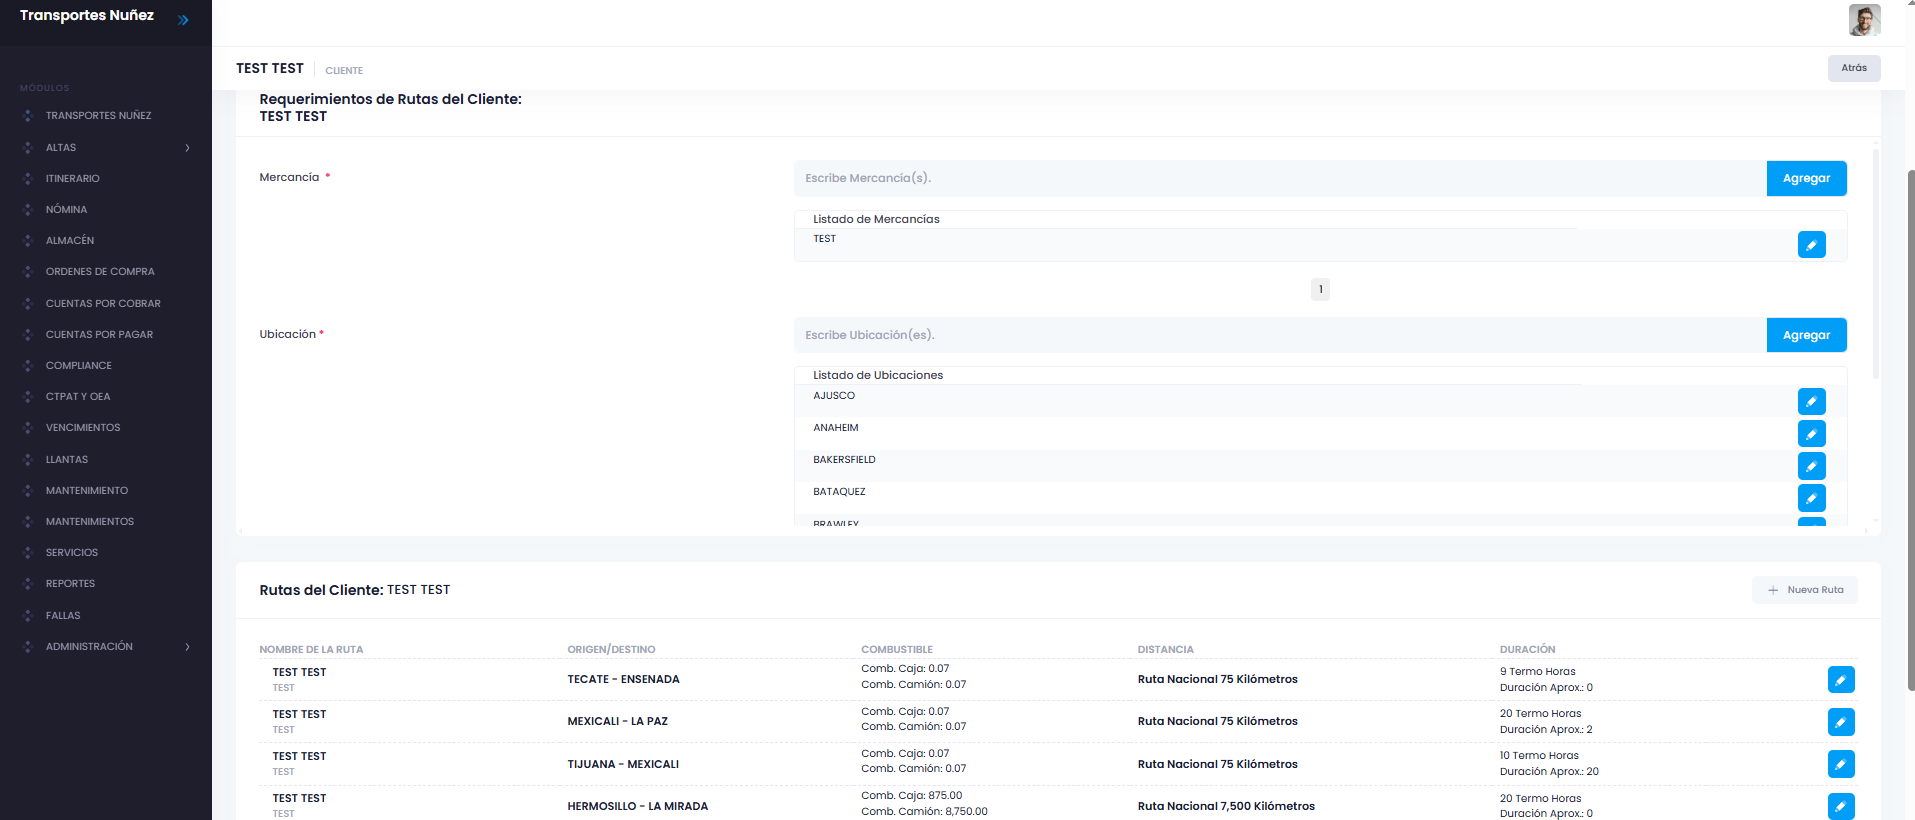 Transportes Nuñez
MÓDULOS
TRANSPORTES NUÑEZ
ALTAS
ITINERARIO
NÓMINA
ALMACÉN
ORDENES DE COMPRA
CUENTAS POR COBRAR
CUENTAS POR PAGAR
COMPLIANCE
CTPAT Y OEA
VENCIMIENTOS
LLANTAS
MANTENIMIENTO
MANTENIMIENTOS
SERVICIOS
REPORTES
FALLAS
ADMINISTRACIÓN
TEST TEST CLIENTE Atrás
Requerimientos de Rutas del Cliente:
TEST TEST
Mercancía * Escribe Mercancía(s). Agregar
Listado de Mercancías
TEST
1
Ubicación * Escribe Ubicación(es). Agregar
Listado de Ubicaciones
AJUSCO
ANAHEIM
BAKERSFIELD
BATAQUEZ
BRAWLEY
Rutas del Cliente: TEST TEST + Nueva Ruta
NOMBRE DE LA RUTA ORIGEN/DESTINO COMBUSTIBLE DISTANCIA DURACIÓN
TEST TEST
TEST
TECATE - ENSENADA
Comb. Caja: 0.07
Comb. Camión: 0.07
Ruta Nacional 75 Kilómetros
9 Termo Horas
Duración Aprox.: 0
TEST TEST
TEST
MEXICALI - LA PAZ
Comb. Caja: 0.07
Comb. Camión: 0.07
Ruta Nacional 75 Kilómetros
20 Termo Horas
Duración Aprox.: 2
TEST TEST
TEST
TIJUANA - MEXICALI
Comb. Caja: 0.07
Comb. Camión: 0.07
Ruta Nacional 75 Kilómetros
10 Termo Horas
Duración Aprox.: 20
TEST TEST
TEST
HERMOSILLO - LA MIRADA
Comb. Caja: 875.00
Comb. Camión: 8,750.00
Ruta Nacional 7,500 Kilómetros
20 Termo Horas
Duración Aprox.: 0